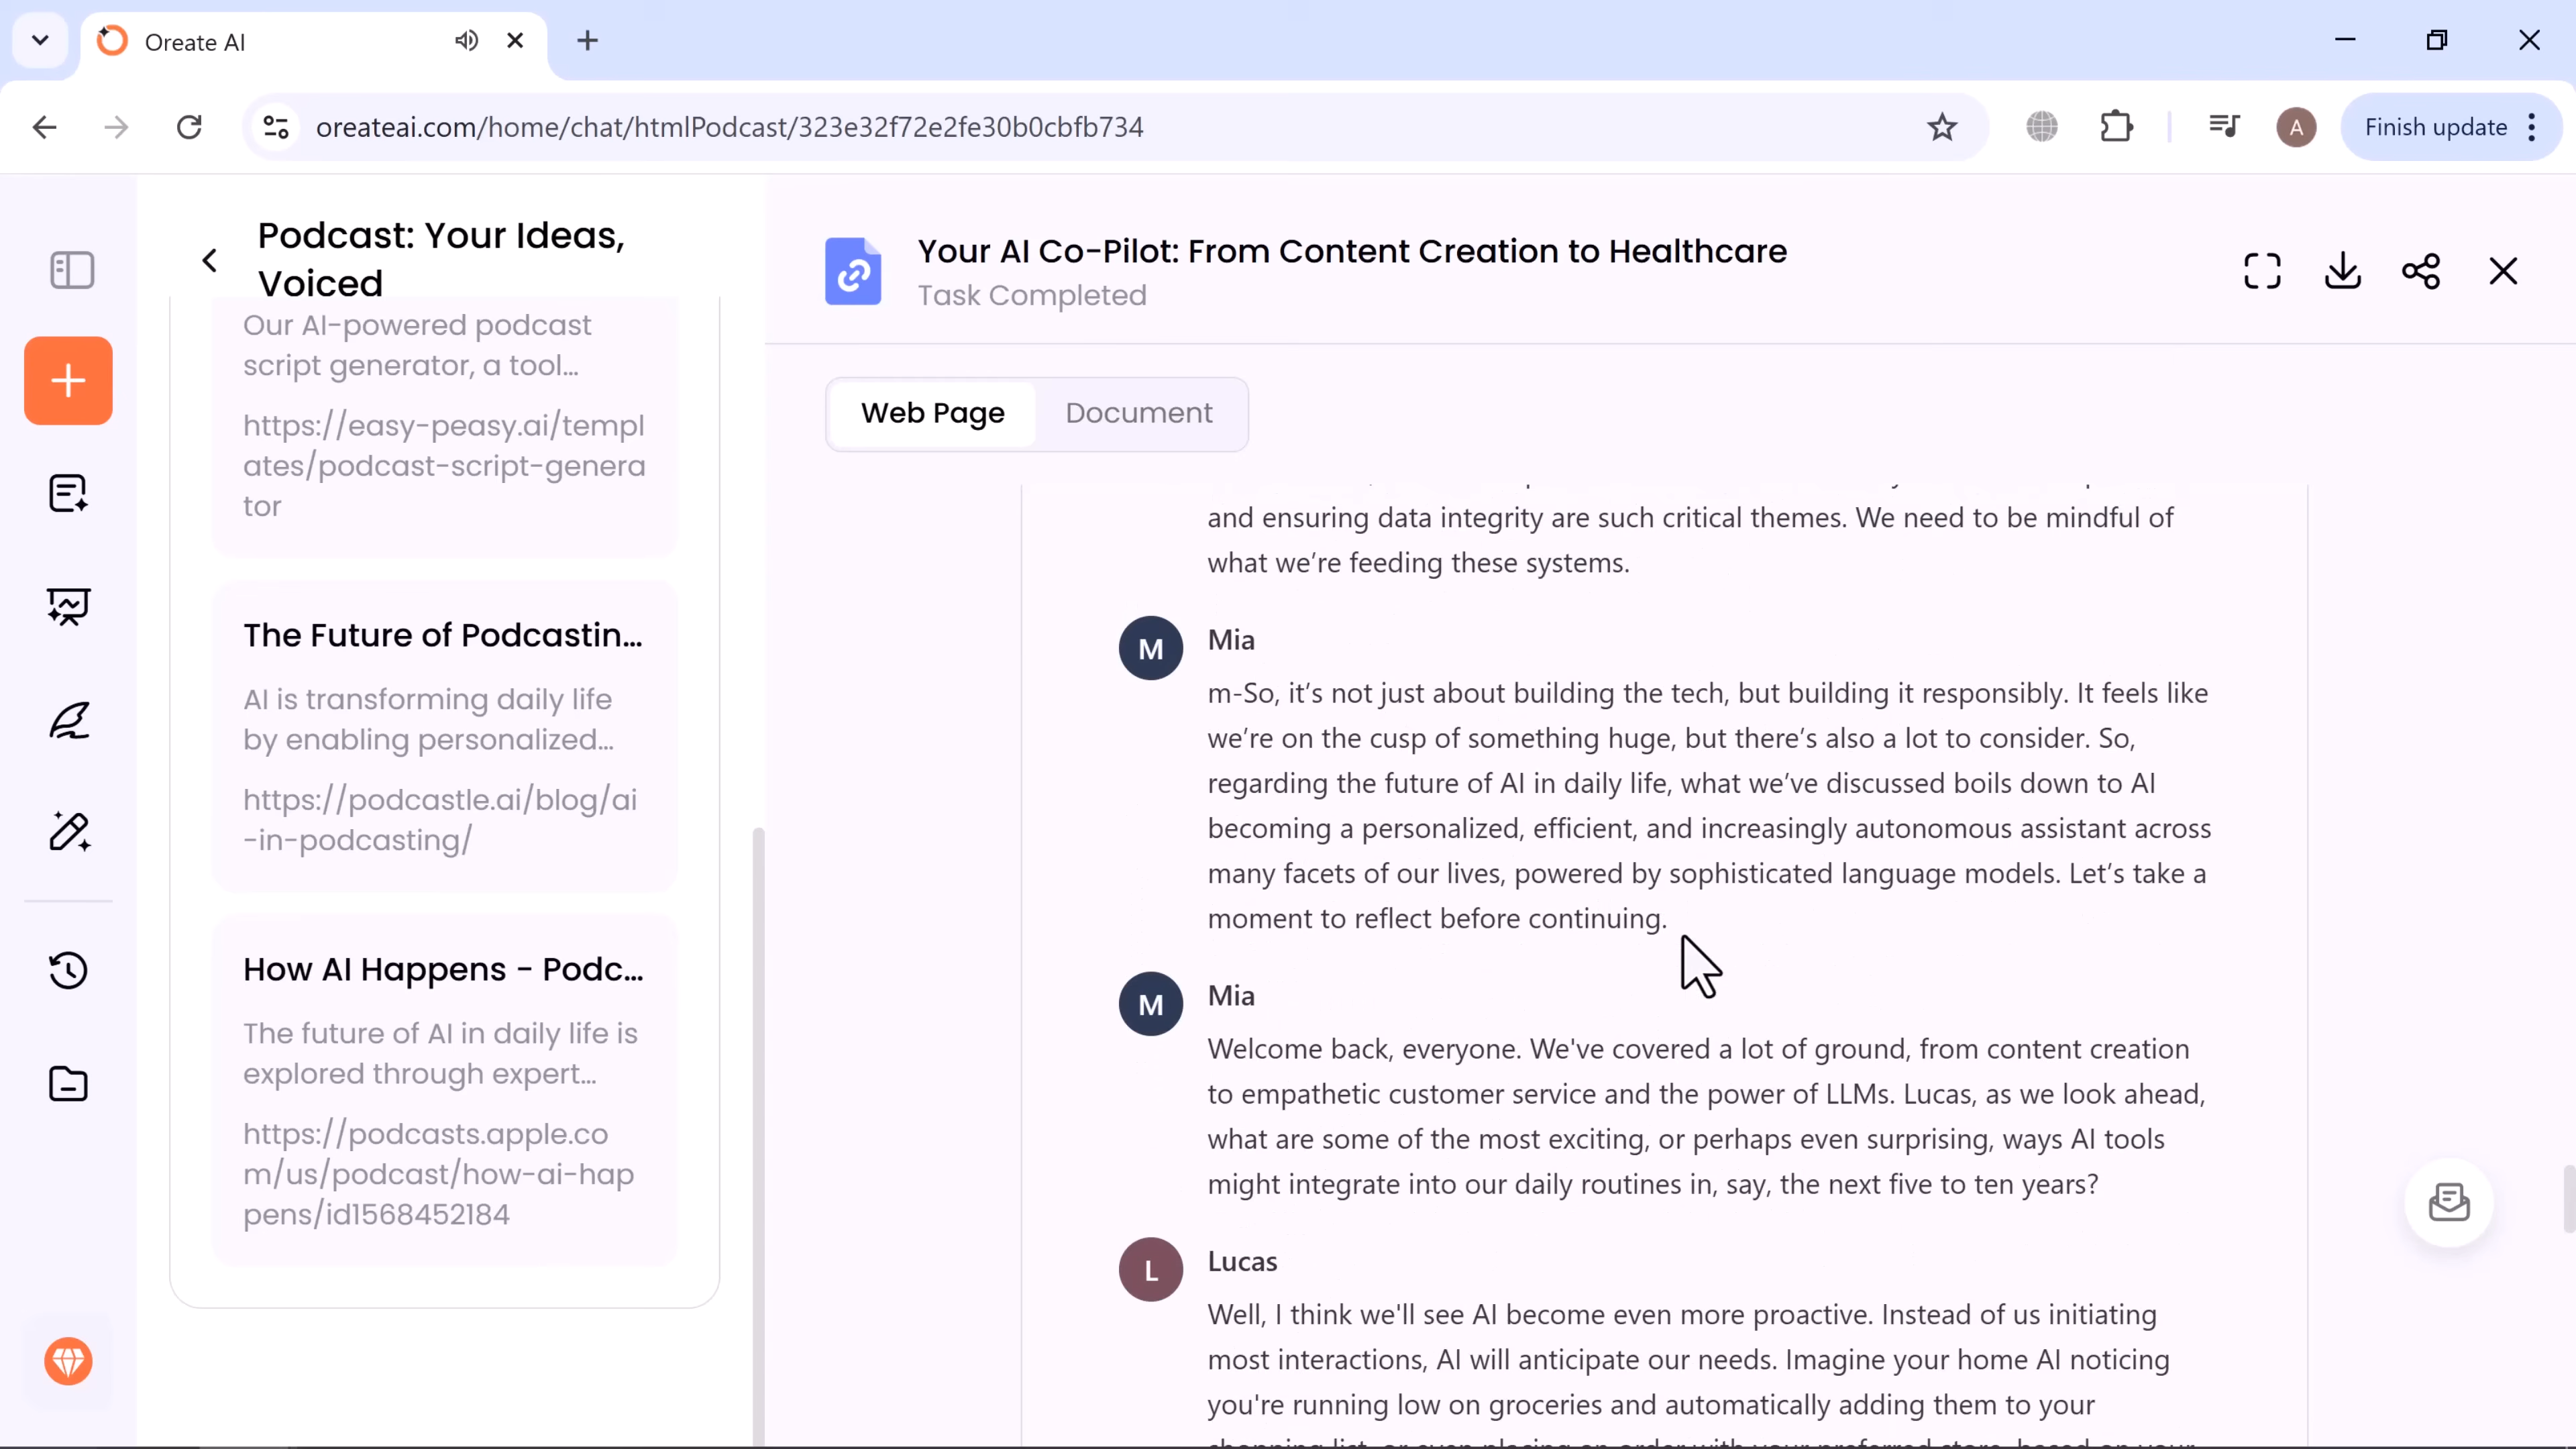 Oreate AI
oreateai.com/home/chat/htmlPodcast/323e32f72e2fe30b0cbfb734
A
Finish update
Podcast: Your Ideas,
Voiced
Our AI-powered podcast
script generator, a tool...
https://easy-peasy.ai/templ
ates/podcast-script-genera
tor
The Future of Podcastin...
AI is transforming daily life
by enabling personalized...
https://podcastle.ai/blog/ai
-in-podcasting/
How AI Happens - Podc...
The future of AI in daily life is
explored through expert...
https://podcasts.apple.co
m/us/podcast/how-ai-hap
pens/id1568452184
Your AI Co-Pilot: From Content Creation to Healthcare
Task Completed
Web Page
Document
and ensuring data integrity are such critical themes. We need to be mindful of
what we’re feeding these systems.
M
Mia
m-So, it’s not just about building the tech, but building it responsibly. It feels like
we’re on the cusp of something huge, but there’s also a lot to consider. So,
regarding the future of AI in daily life, what we’ve discussed boils down to AI
becoming a personalized, efficient, and increasingly autonomous assistant across
many facets of our lives, powered by sophisticated language models. Let’s take a
moment to reflect before continuing.
M
Mia
Welcome back, everyone. We've covered a lot of ground, from content creation
to empathetic customer service and the power of LLMs. Lucas, as we look ahead,
what are some of the most exciting, or perhaps even surprising, ways AI tools
might integrate into our daily routines in, say, the next five to ten years?
L
Lucas
Well, I think we'll see AI become even more proactive. Instead of us initiating
most interactions, AI will anticipate our needs. Imagine your home AI noticing
you're running low on groceries and automatically adding them to your